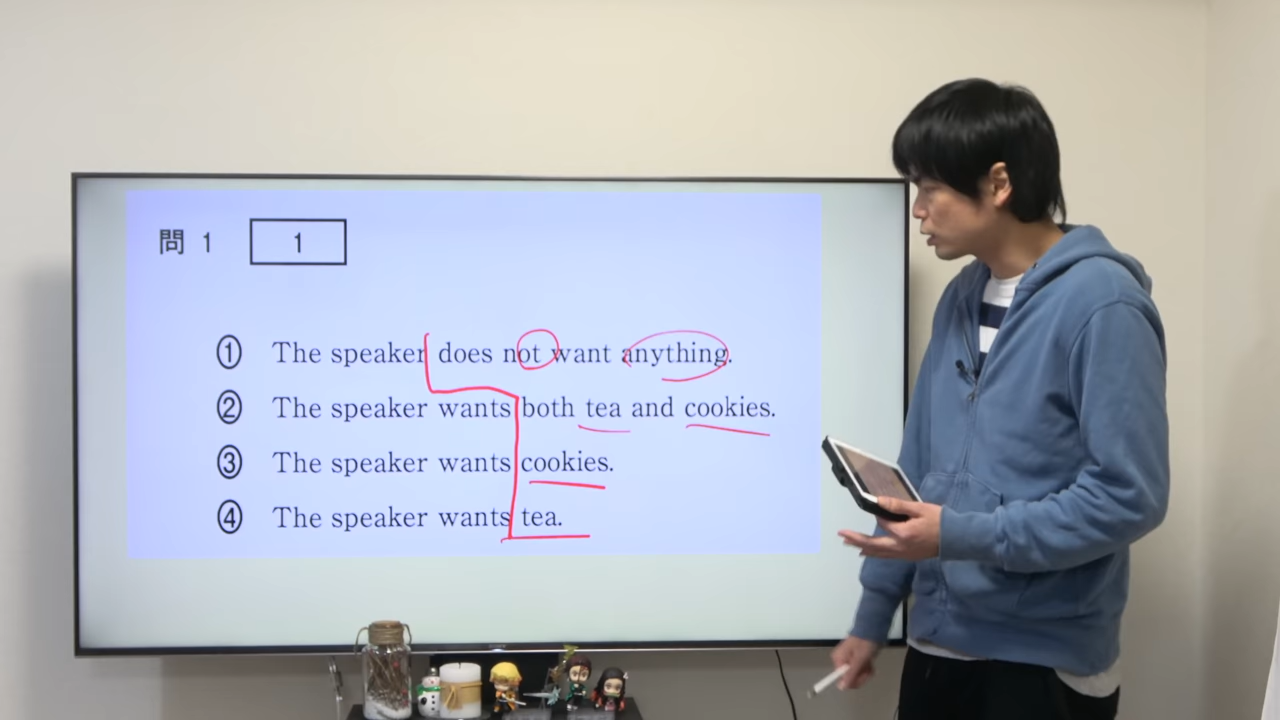 問 1 1
① The speaker does not want anything.
② The speaker wants both tea and cookies.
③ The speaker wants cookies.
④ The speaker wants tea.